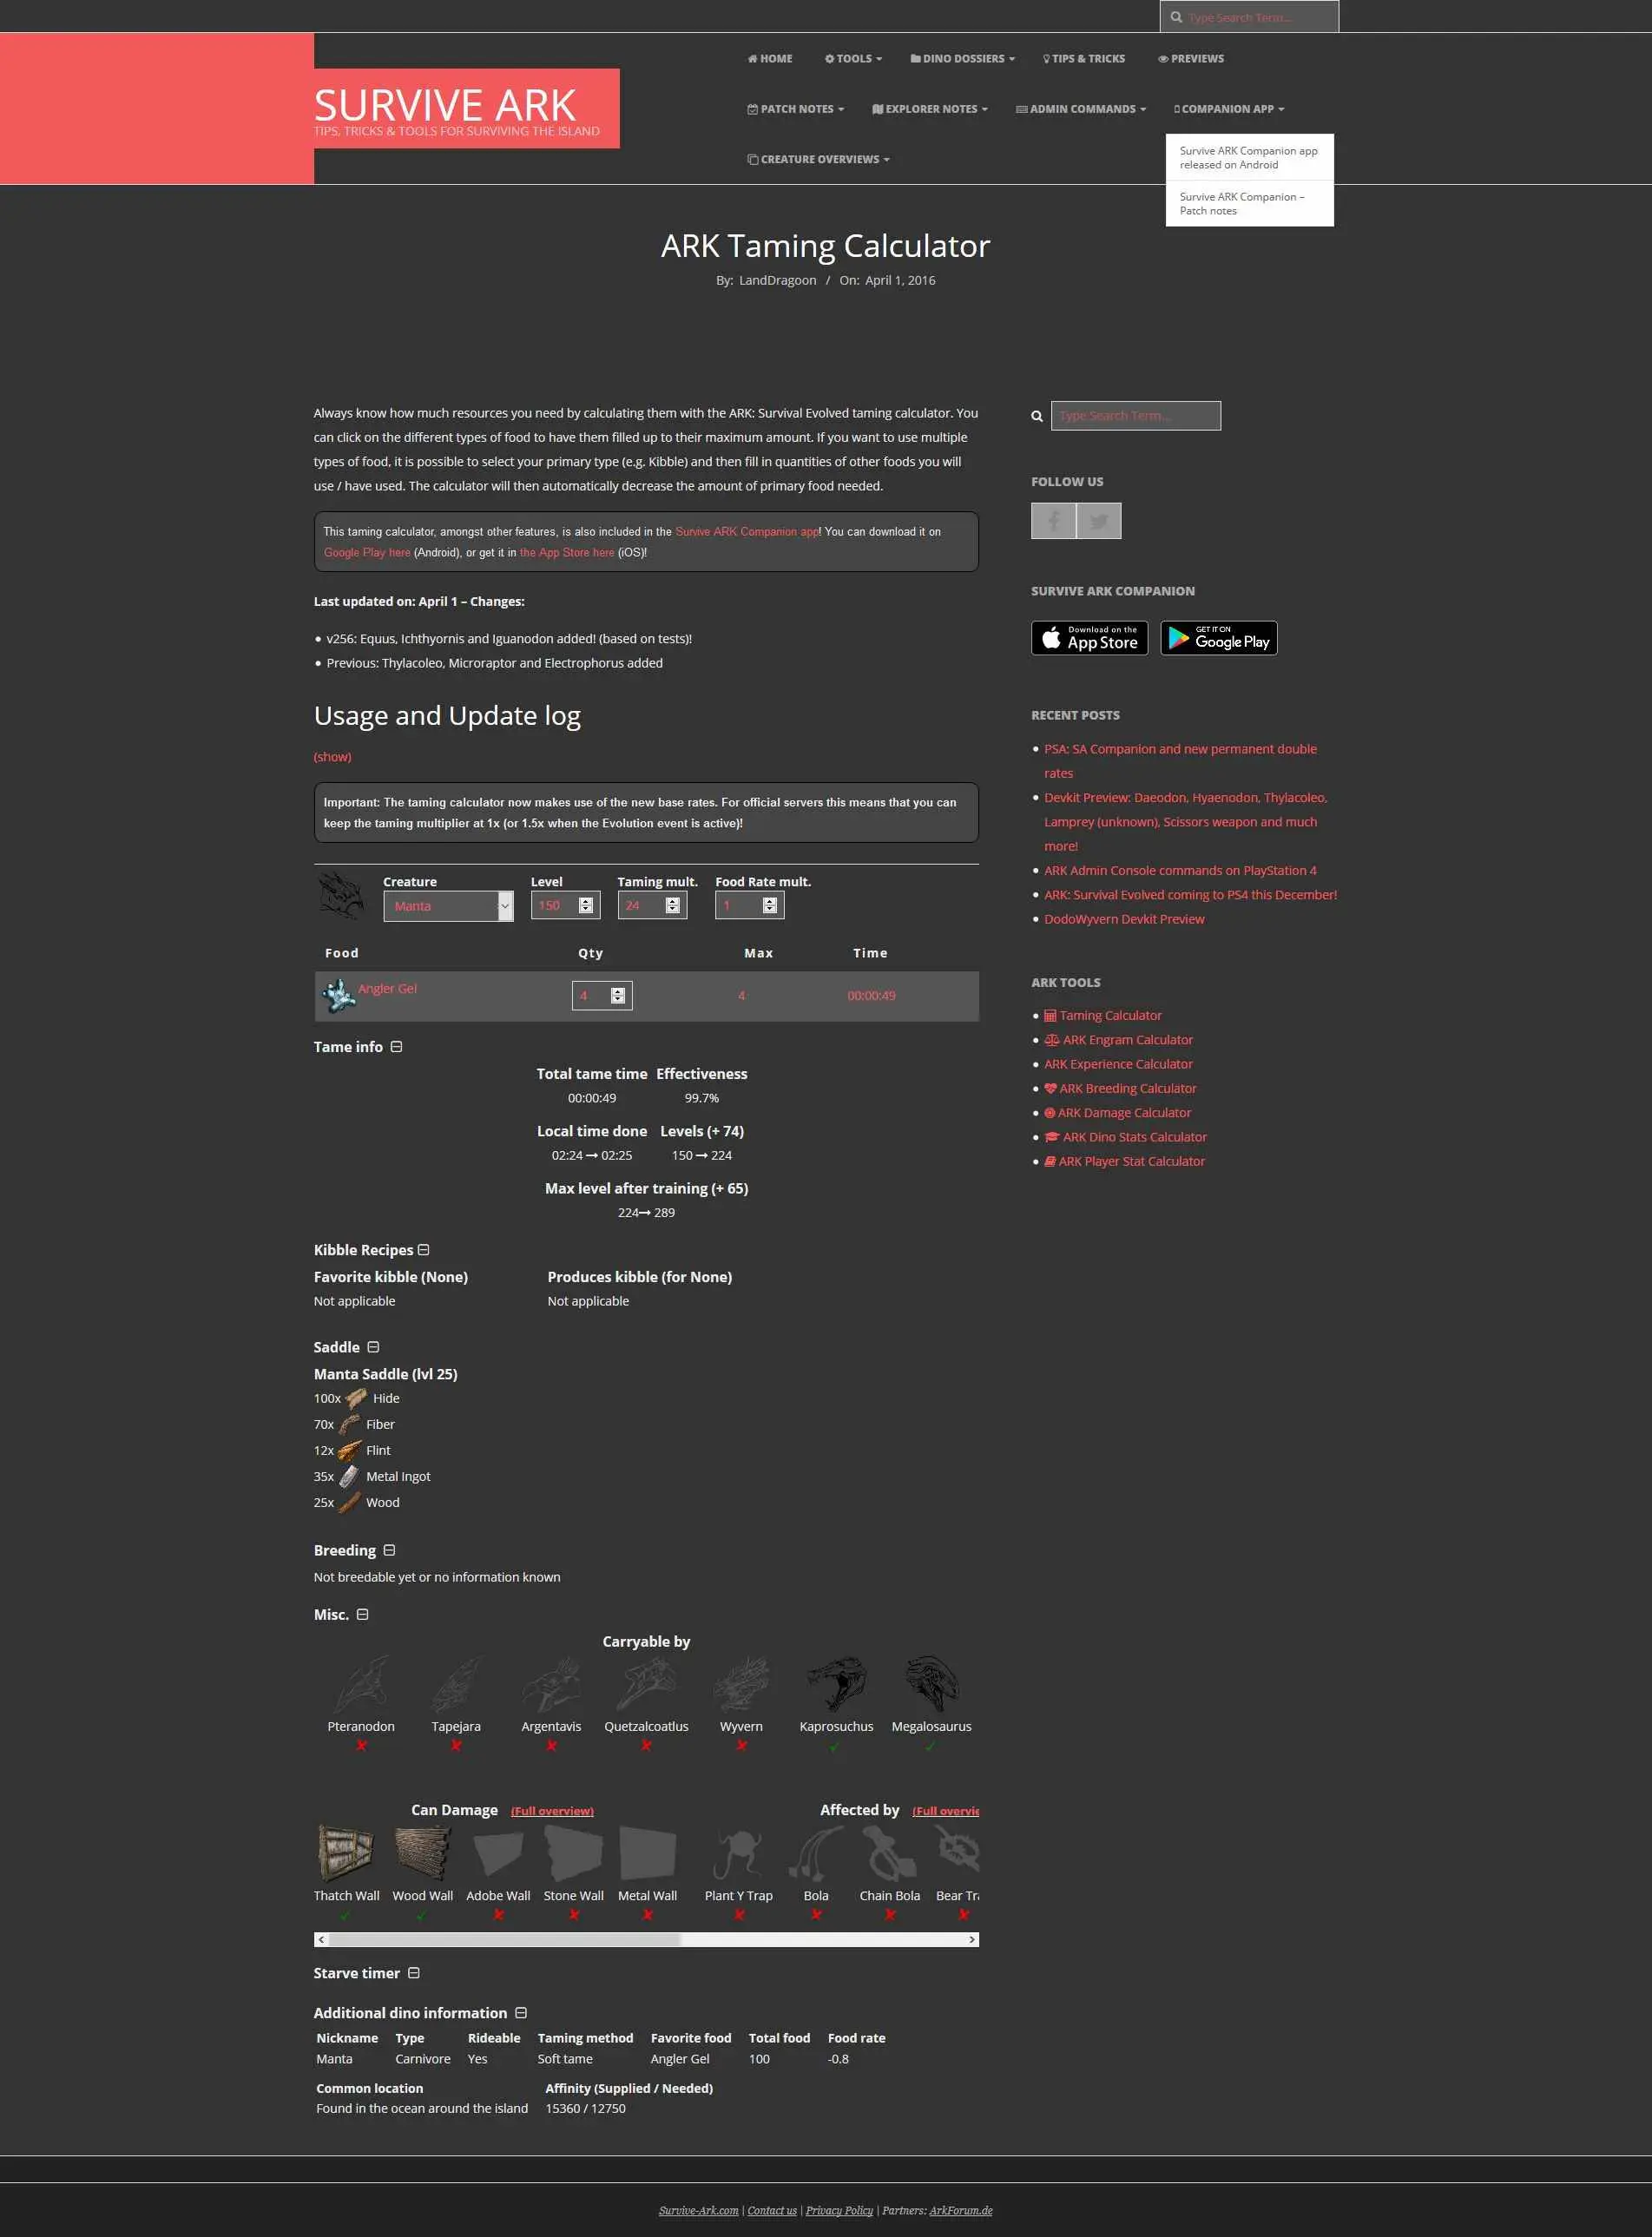 Type Search Term...
SURVIVE ARK
TIPS, TRICKS & TOOLS FOR SURVIVING THE ISLAND
HOME TOOLS DINO DOSSIERS TIPS & TRICKS PREVIEWS
PATCH NOTES EXPLORER NOTES ADMIN COMMANDS COMPANION APP
CREATURE OVERVIEWS
Survive ARK Companion app
released on Android
Survive ARK Companion –
Patch notes
ARK Taming Calculator
By: LandDragoon / On: April 1, 2016
Always know how much resources you need by calculating them with the ARK: Survival Evolved taming calculator. You
can click on the different types of food to have them filled up to their maximum amount. If you want to use multiple
types of food, it is possible to select your primary type (e.g. Kibble) and then fill in quantities of other foods you will
use / have used. The calculator will then automatically decrease the amount of primary food needed.
This taming calculator, amongst other features, is also included in the Survive ARK Companion app! You can download it on
Google Play here (Android), or get it in the App Store here (iOS)!
Last updated on: April 1 – Changes:
v256: Equus, Ichthyornis and Iguanodon added! (based on tests)!
Previous: Thylacoleo, Microraptor and Electrophorus added
Usage and Update log
(show)
Important: The taming calculator now makes use of the new base rates. For official servers this means that you can
keep the taming multiplier at 1x (or 1.5x when the Evolution event is active)!
Creature Level Taming mult. Food Rate mult.
Manta 150 24 1
Food Qty Max Time
Angler Gel 4 4 00:00:49
Tame info
Total tame time Effectiveness
00:00:49 99.7%
Local time done Levels (+ 74)
02:24 → 02:25 150 → 224
Max level after training (+ 65)
224→ 289
Kibble Recipes
Favorite kibble (None) Produces kibble (for None)
Not applicable Not applicable
Saddle
Manta Saddle (lvl 25)
100x Hide
70x Fiber
12x Flint
35x Metal Ingot
25x Wood
Breeding
Not breedable yet or no information known
Misc.
Carryable by
Pteranodon Tapejara Argentavis Quetzalcoatlus Wyvern Kaprosuchus Megalosaurus
Can Damage (Full overview) Affected by (Full overvie
Thatch Wall Wood Wall Adobe Wall Stone Wall Metal Wall Plant Y Trap Bola Chain Bola Bear Tra
Starve timer
Additional dino information
Nickname Type Rideable Taming method Favorite food Total food Food rate
Manta Carnivore Yes Soft tame Angler Gel 100 -0.8
Common location Affinity (Supplied / Needed)
Found in the ocean around the island 15360 / 12750
Type Search Term...
FOLLOW US
SURVIVE ARK COMPANION
Download on the App Store
GET IT ON Google Play
RECENT POSTS
PSA: SA Companion and new permanent double
rates
Devkit Preview: Daeodon, Hyaenodon, Thylacoleo,
Lamprey (unknown), Scissors weapon and much
more!
ARK Admin Console commands on PlayStation 4
ARK: Survival Evolved coming to PS4 this December!
DodoWyvern Devkit Preview
ARK TOOLS
Taming Calculator
ARK Engram Calculator
ARK Experience Calculator
ARK Breeding Calculator
ARK Damage Calculator
ARK Dino Stats Calculator
ARK Player Stat Calculator
Survive-Ark.com | Contact us | Privacy Policy | Partners: ArkForum.de